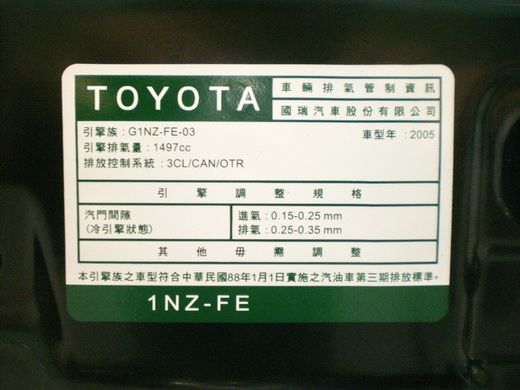 TOYOTA
車輛排氣管制資訊
國瑞汽車股份有限公司
引擎族：G1NZ-FE-03
車型年：2005
引擎排氣量：1497cc
排放控制系統：3CL/CAN/OTR
引擎調整規格
汽門間隙
(冷引擎狀態)
進氣：0.15-0.25 mm
排氣：0.25-0.35 mm
其他毋需調整
本引擎族之車型符合中華民國88年1月1日實施之汽油車第三期排放標準。
1NZ-FE